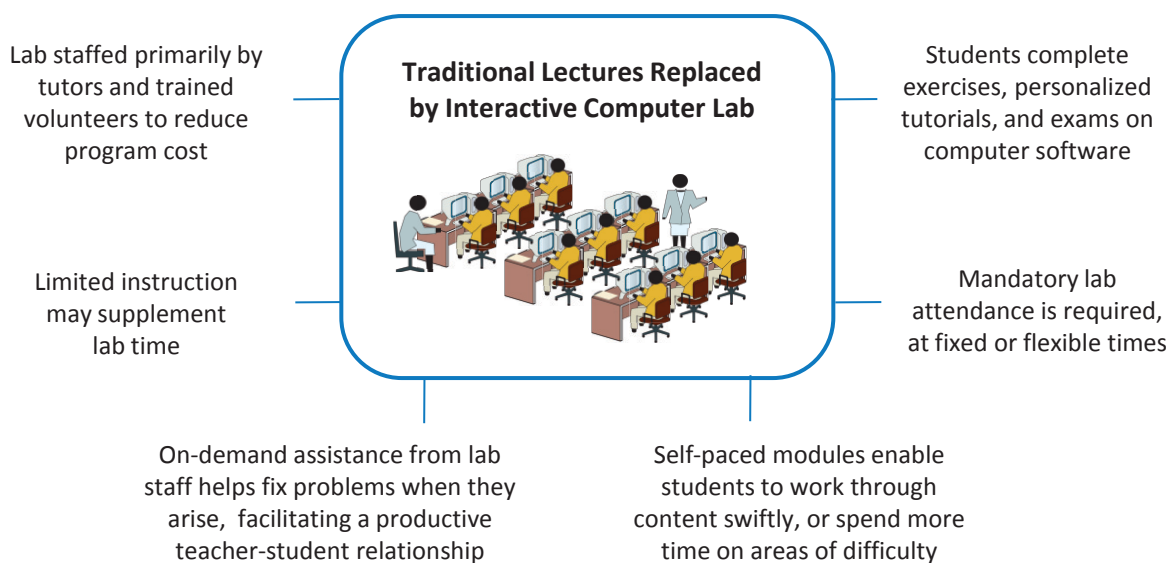 Lab staffed primarily by
tutors and trained
volunteers to reduce
program cost
Traditional Lectures Replaced
by Interactive Computer Lab
Students complete
exercises, personalized
tutorials, and exams on
computer software
Limited instruction
may supplement
lab time
Mandatory lab
attendance is required,
at fixed or flexible times
On-demand assistance from lab
staff helps fix problems when they
arise,  facilitating a productive
teacher-student relationship
Self-paced modules enable
students to work through
content swiftly, or spend more
time on areas of difficulty